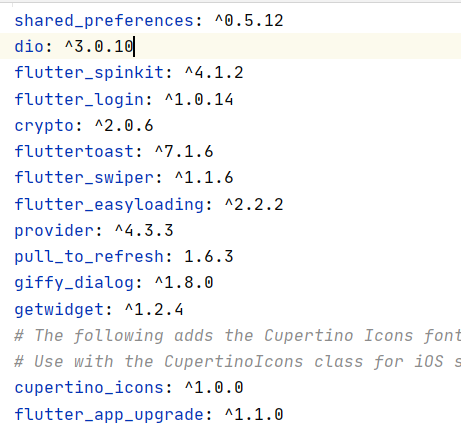 shared_preferences: ^0.5.12
dio: ^3.0.10
flutter_spinkit: ^4.1.2
flutter_login: ^1.0.14
crypto: ^2.0.6
fluttertoast: ^7.1.6
flutter_swiper: ^1.1.6
flutter_easyloading: ^2.2.2
provider: ^4.3.3
pull_to_refresh: 1.6.3
giffy_dialog: ^1.8.0
getwidget: ^1.2.4
# The following adds the Cupertino Icons font
# Use with the CupertinoIcons class for iOS s
cupertino_icons: ^1.0.0
flutter_app_upgrade: ^1.1.0